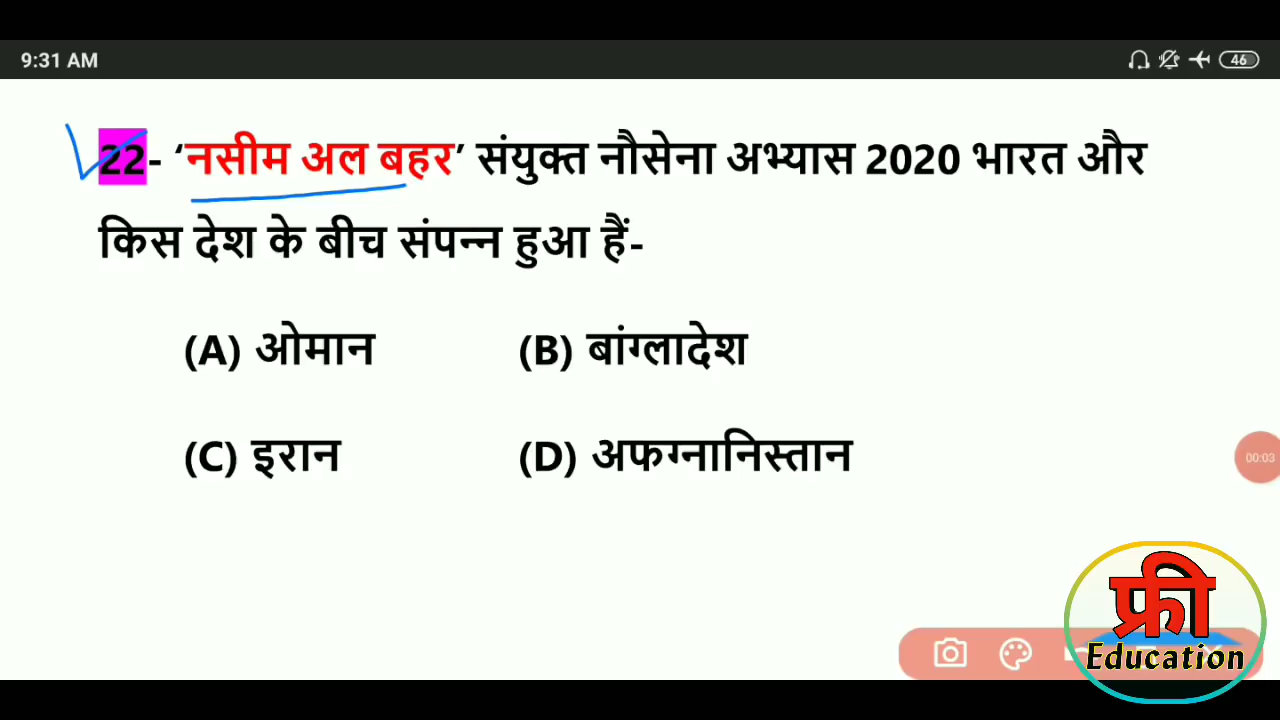 9:31 AM
46
22- ‘नसीम अल बहर’ संयुक्त नौसेना अभ्यास 2020 भारत और
किस देश के बीच संपन्न हुआ हैं-
(A) ओमान (B) बांग्लादेश
(C) इरान (D) अफग्नानिस्तान
00:03
फ्री
Education